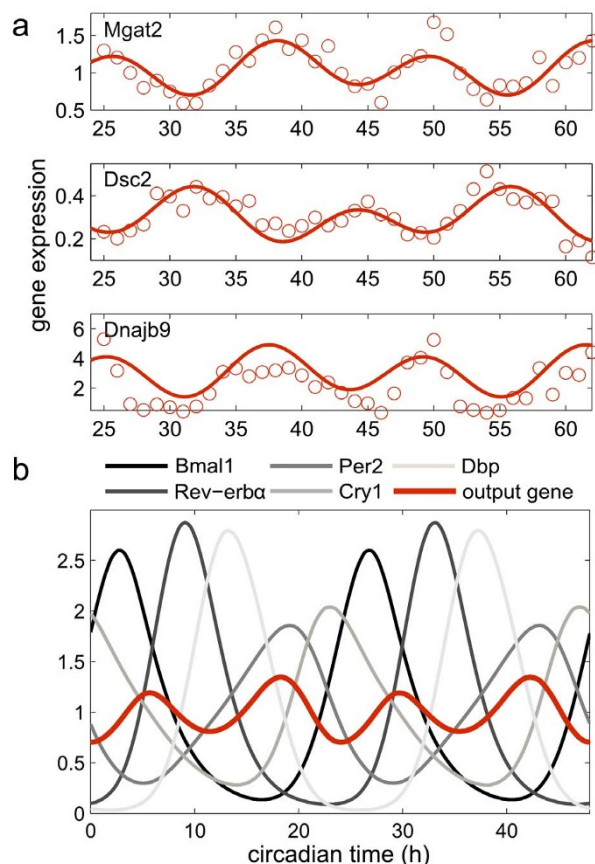 a
Mgat2
1.5
1
0.5
25 30 35 40 45 50 55 60
Dsc2
0.4
0.2
25 30 35 40 45 50 55 60
gene expression
Dnajb9
6
4
2
25 30 35 40 45 50 55 60
b
Bmal1 Per2 Dbp
Rev-erbα Cry1 output gene
2.5
2
1.5
1
0.5
0
0 10 20 30 40
circadian time (h)